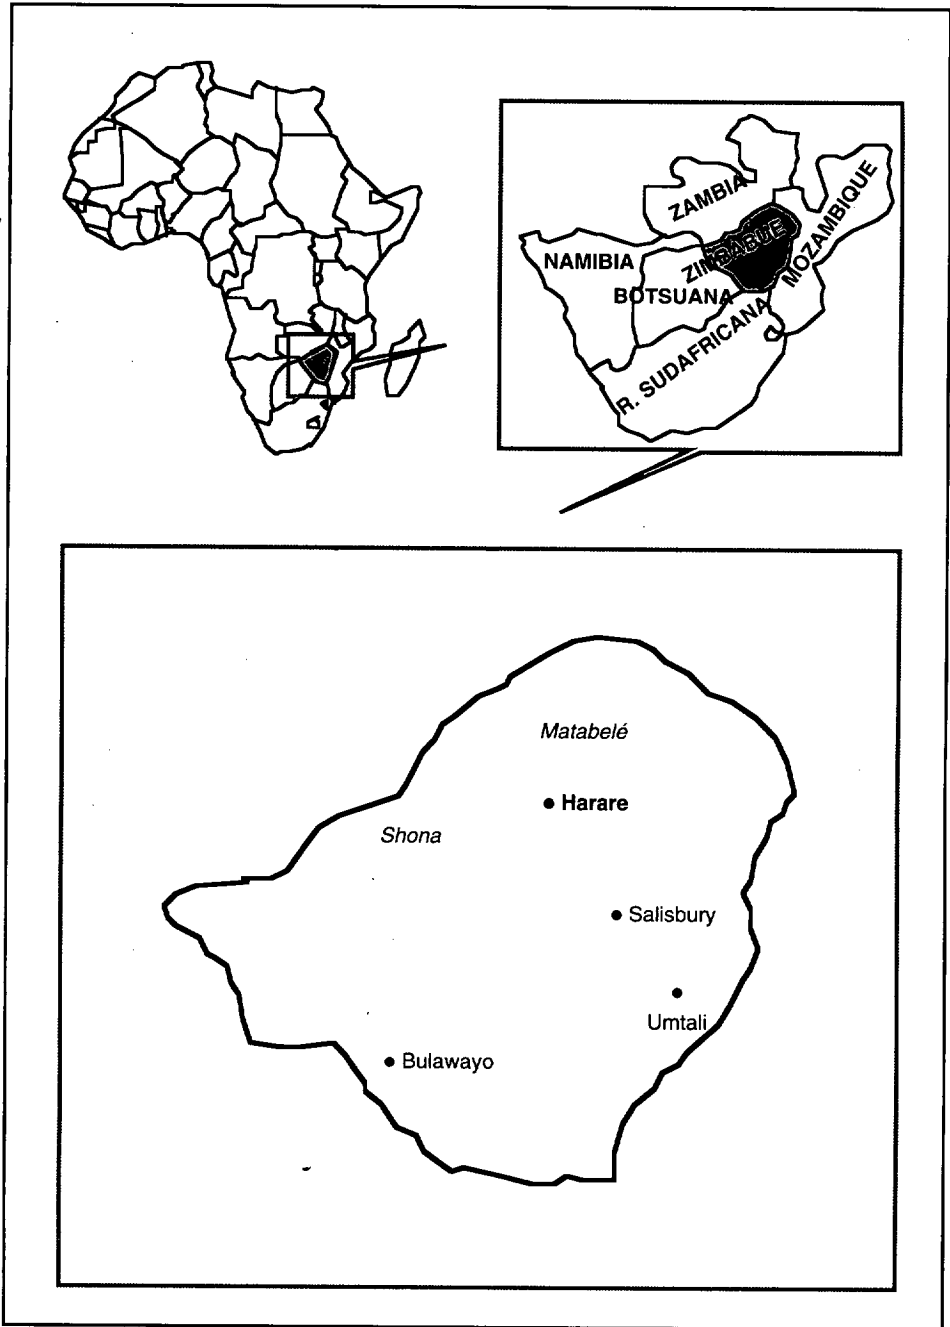 ZAMBIA
MOZAMBIQUE
ZIMBABUE
NAMIBIA
BOTSUANA
R. SUDAFRICANA
Matabelé
Harare
Shona
Salisbury
Umtali
Bulawayo